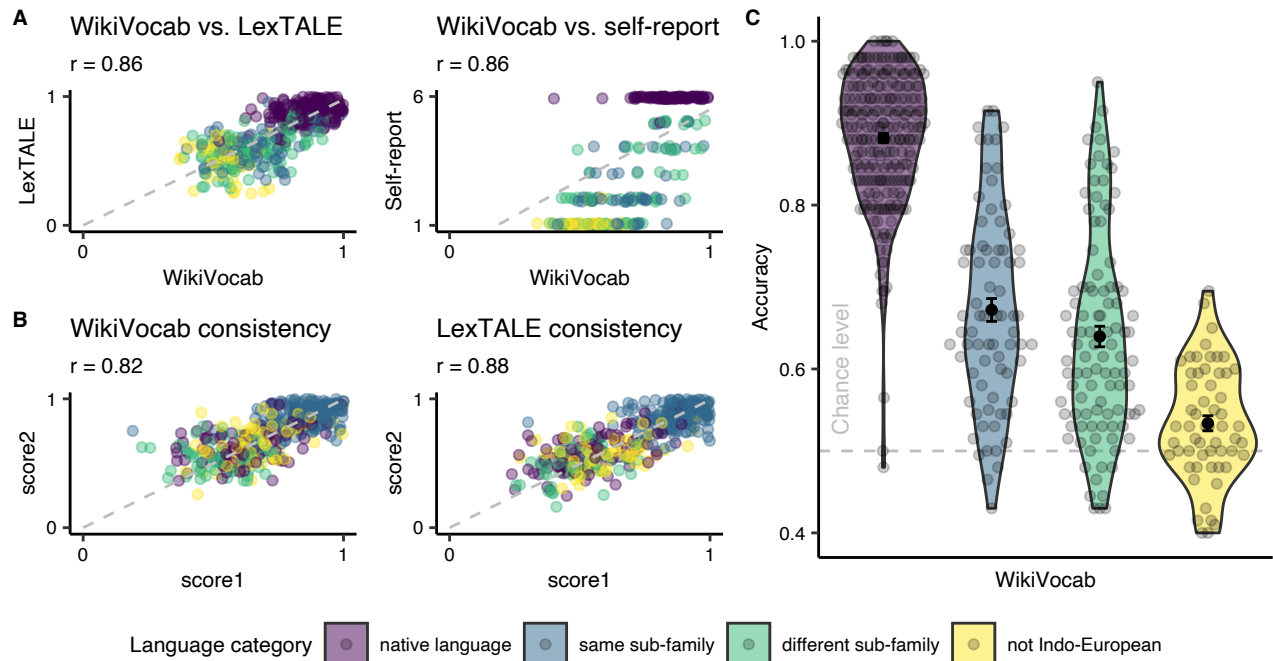 A
WikiVocab vs. LexTALE
r = 0.86
1
LexTALE
0
0
1
WikiVocab
WikiVocab vs. self-report
r = 0.86
6
Self-report
1
0
1
WikiVocab
B
WikiVocab consistency
r = 0.82
1
score2
0
0
1
score1
LexTALE consistency
r = 0.88
1
score2
0
0
1
score1
C
1.0
0.8
Accuracy
0.6
0.4
Chance level
WikiVocab
Language category
native language
same sub-family
different sub-family
not Indo-European